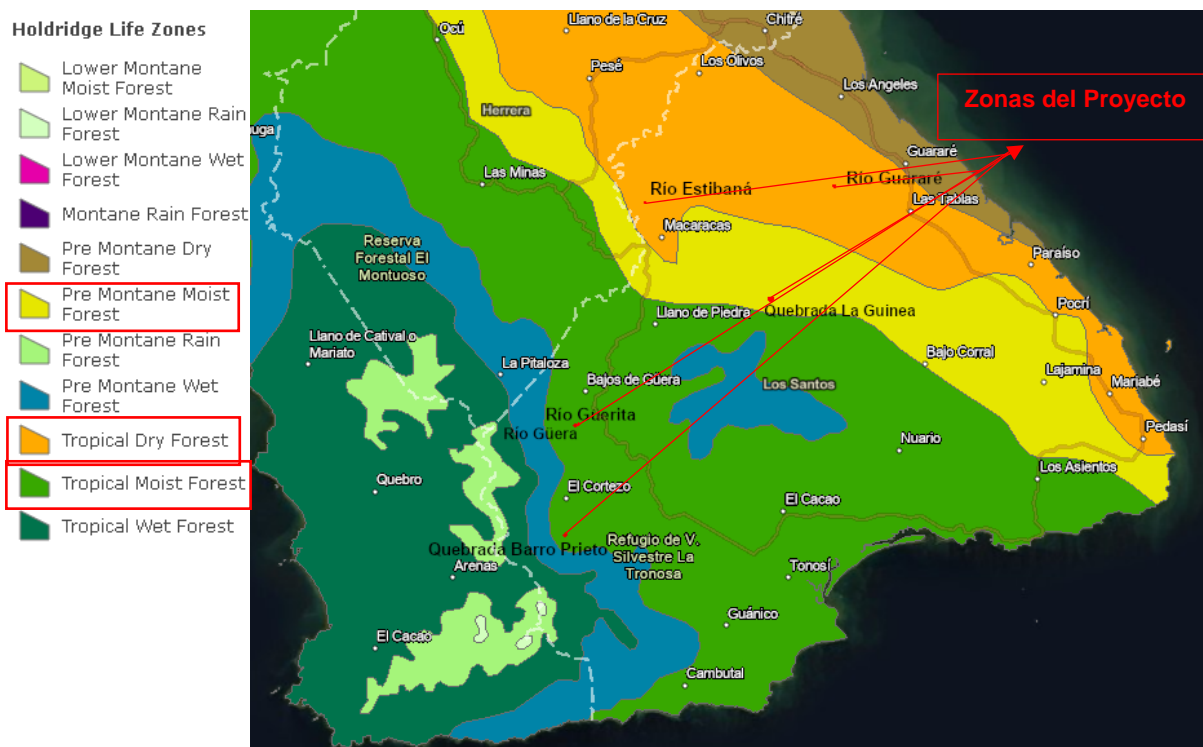 Holdridge Life Zones
Lower Montane
Moist Forest
Lower Montane Rain
Forest
Lower Montane Wet
Forest
Montane Rain Forest
Pre Montane Dry
Forest
Pre Montane Moist
Forest
Pre Montane Rain
Forest
Pre Montane Wet
Forest
Tropical Dry Forest
Tropical Moist Forest
Tropical Wet Forest
Llano de la Cruz
Chitré
Ocú
Pesé
Los Olivos
Los Angeles
Zonas del Proyecto
Herrera
uga
Guararé
Las Minas
Río Estibaná
Río Guararé
Las Tablas
Macaracas
Reserva
Forestal El
Montuoso
Paraíso
Quebrada La Guinea
Pocrí
Llano de Piedra
Llano de Catival o
Mariato
La Pitaloza
Bajo Corral
Bajos de Güera
Los Santos
Lajamina
Mariabé
Río Güerita
Río Güera
Pedasí
Nuario
Los Asientos
Quebro
El Cortezo
El Cacao
Quebrada Barro Prieto
Refugio de V.
Silvestre La
Tronosa
Arenas
Tonosí
Guánico
El Cacao
Cambutal